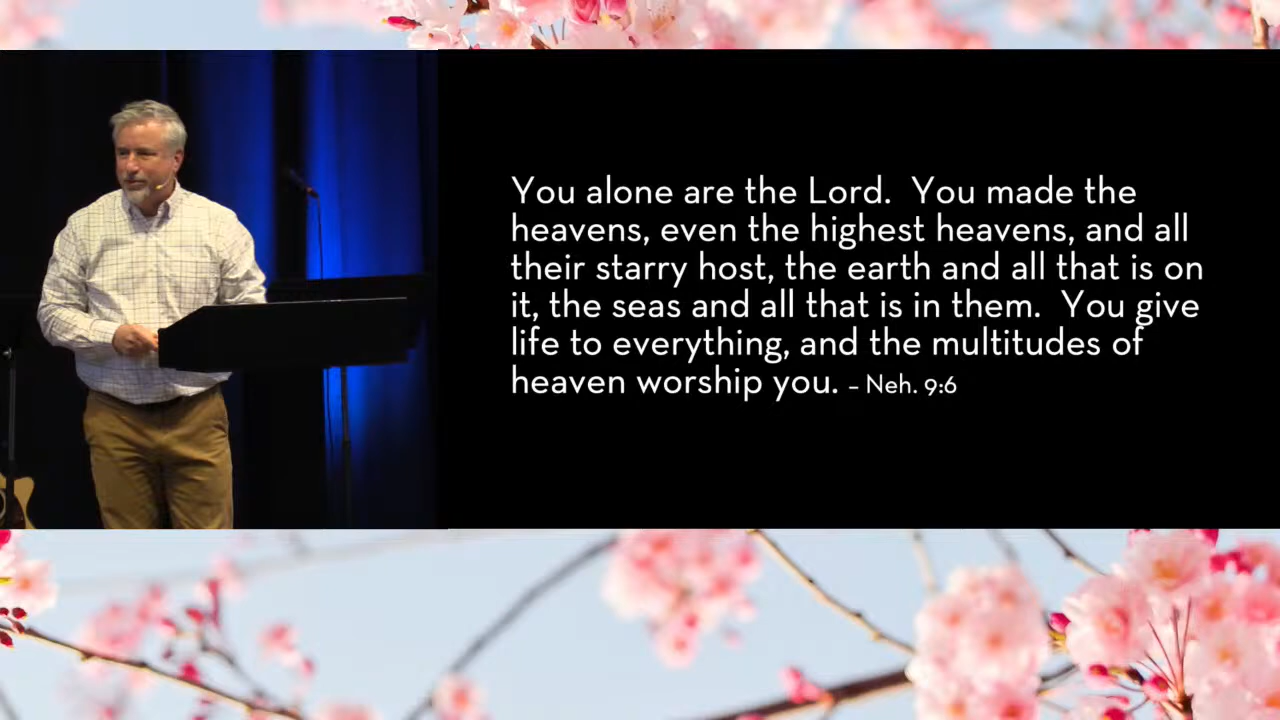 You alone are the Lord.  You made the
heavens, even the highest heavens, and all
their starry host, the earth and all that is on
it, the seas and all that is in them.  You give
life to everything, and the multitudes of
heaven worship you. – Neh. 9:6